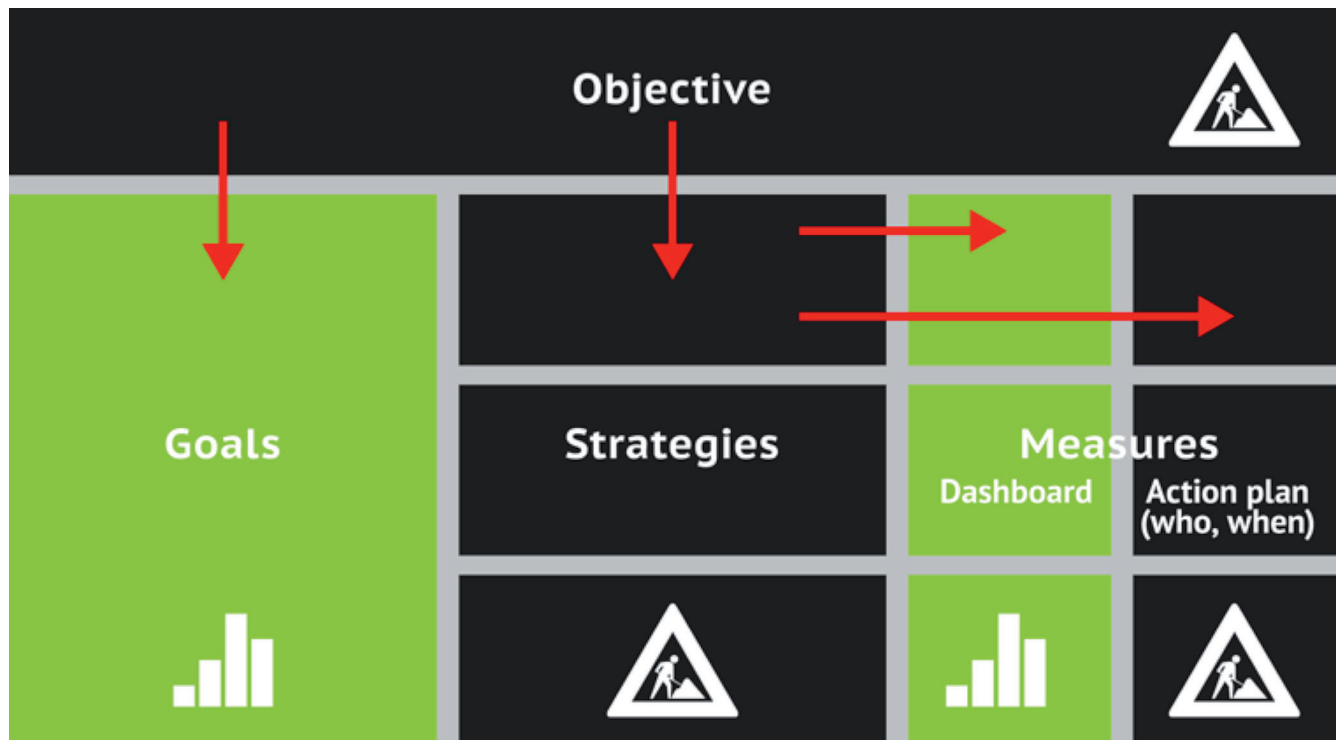 Objective
Goals
Strategies
Measures
Dashboard
Action plan
(who, when)